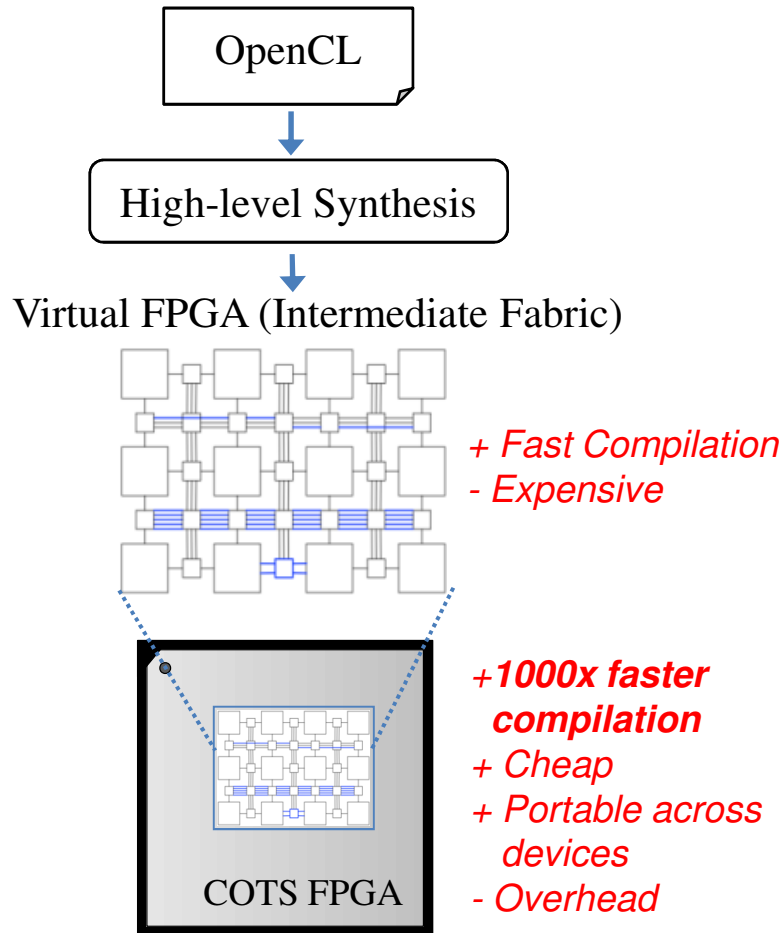 OpenCL
High-level Synthesis
Virtual FPGA (Intermediate Fabric)
+ Fast Compilation
- Expensive
+1000x faster
compilation
+ Cheap
+ Portable across
devices
- Overhead
COTS FPGA